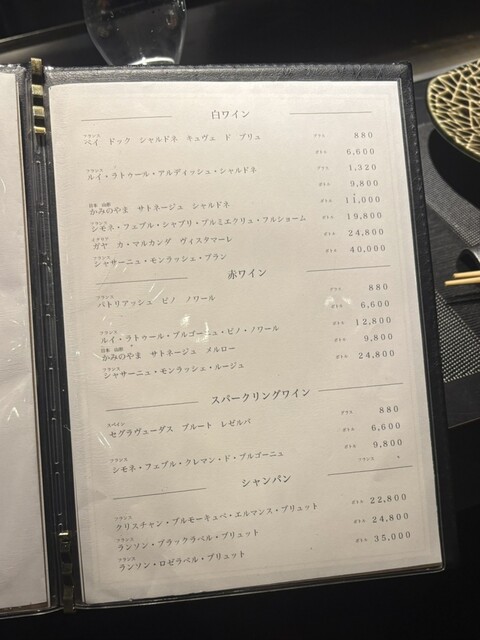 白ワイン
フランス
ペイ ドック シャルドネ キュヴェ ド ブリュ グラス 880
ボトル 6,600
フランス
ルイ・ラトゥール・アルディッシュ・シャルドネ グラス 1,320
ボトル 9,800
日本 山形
かみのやま サトネージュ シャルドネ ボトル 11,000
フランス
シモネ・フェブル・シャブリ・プルミエクリュ・フルショーム ボトル 19,800
イタリア
ガヤ カ・マルカンダ ヴィスタマーレ ボトル 24,800
フランス
シャサーニュ・モンラッシェ・ブラン ボトル 40,000
赤ワイン
フランス
パトリアッシュ ピノ ノワール グラス 880
ボトル 6,600
フランス
ルイ・ラトゥール・ブルゴーニュ・ピノ・ノワール ボトル 12,800
日本 山形
かみのやま サトネージュ メルロー ボトル 9,800
フランス
シャサーニュ・モンラッシェ・ルージュ ボトル 24,800
スパークリングワイン
スペイン
セグラヴューダス ブルート レゼルバ グラス 880
ボトル 6,600
フランス
シモネ・フェブル・クレマン・ド・ブルゴーニュ ボトル 9,800
フランス
シャンパン
フランス
クリスチャン・ブルモーキュベ・エルマンス・ブリュット ボトル 22,800
フランス
ランソン・ブラックラベル・ブリュット ボトル 24,800
フランス
ランソン・ロゼラベル・ブリュット ボトル 35,000